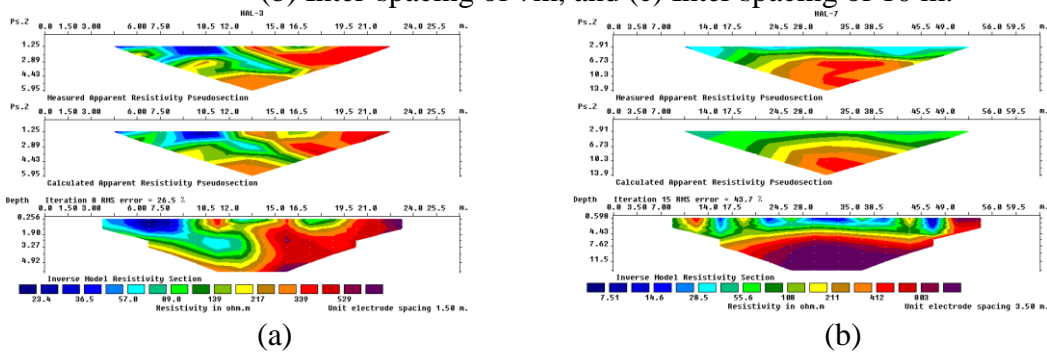 (b) Inter-spacing of 7m, and (c) Inter-spacing of 10 m.
HAL-3
Ps.Z 0.0 1.50 3.00 6.00 7.50 10.5 12.0 15.0 16.5 19.5 21.0 24.0 25.5 m.
1.25
2.89
4.43
5.95
Measured Apparent Resistivity Pseudosection
Ps.Z 0.0 1.50 3.00 6.00 7.50 10.5 12.0 15.0 16.5 19.5 21.0 24.0 25.5 m.
1.25
2.89
4.43
5.95
Calculated Apparent Resistivity Pseudosection
Depth Iteration 8 RMS error = 26.5 %
0.0 1.50 3.00 6.00 7.50 10.5 12.0 15.0 16.5 19.5 21.0 24.0 25.5 m.
0.256
1.90
3.27
4.92
Inverse Model Resistivity Section
23.4 36.5 57.0 89.0 139 217 339 529
Resistivity in ohm.m Unit electrode spacing 1.50 m.
(a)
HAL-7
Ps.Z 0.0 7.00 14.0 17.5 24.5 28.0 35.0 38.5 45.5 49.0 56.0 59.5 m.
2.91
6.73
10.3
13.9
Measured Apparent Resistivity Pseudosection
Ps.Z 0.0 7.00 14.0 17.5 24.5 28.0 35.0 38.5 45.5 49.0 56.0 59.5 m.
2.91
6.73
10.3
13.9
Calculated Apparent Resistivity Pseudosection
Depth Iteration 15 RMS error = 43.7 %
0.0 7.00 14.0 17.5 24.5 28.0 35.0 38.5 45.5 49.0 56.0 59.5 m.
0.598
4.43
7.62
11.5
Inverse Model Resistivity Section
7.51 14.6 28.5 55.6 108 211 412 803
Resistivity in ohm.m Unit electrode spacing 3.50 m.
(b)